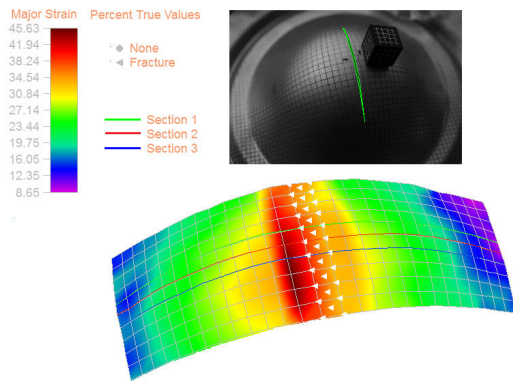 Major Strain
Percent True Values
45.63
41.94
38.24
34.54
30.84
27.14
23.44
19.75
16.05
12.35
8.65
None
Fracture
Section 1
Section 2
Section 3